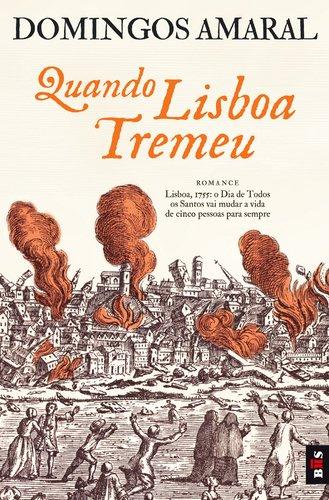 DOMINGOS AMARAL
Quando Lisboa
Tremeu
ROMANCE
Lisboa, 1755: o Dia de Todos
os Santos vai mudar a vida
de cinco pessoas para sempre
BIIS